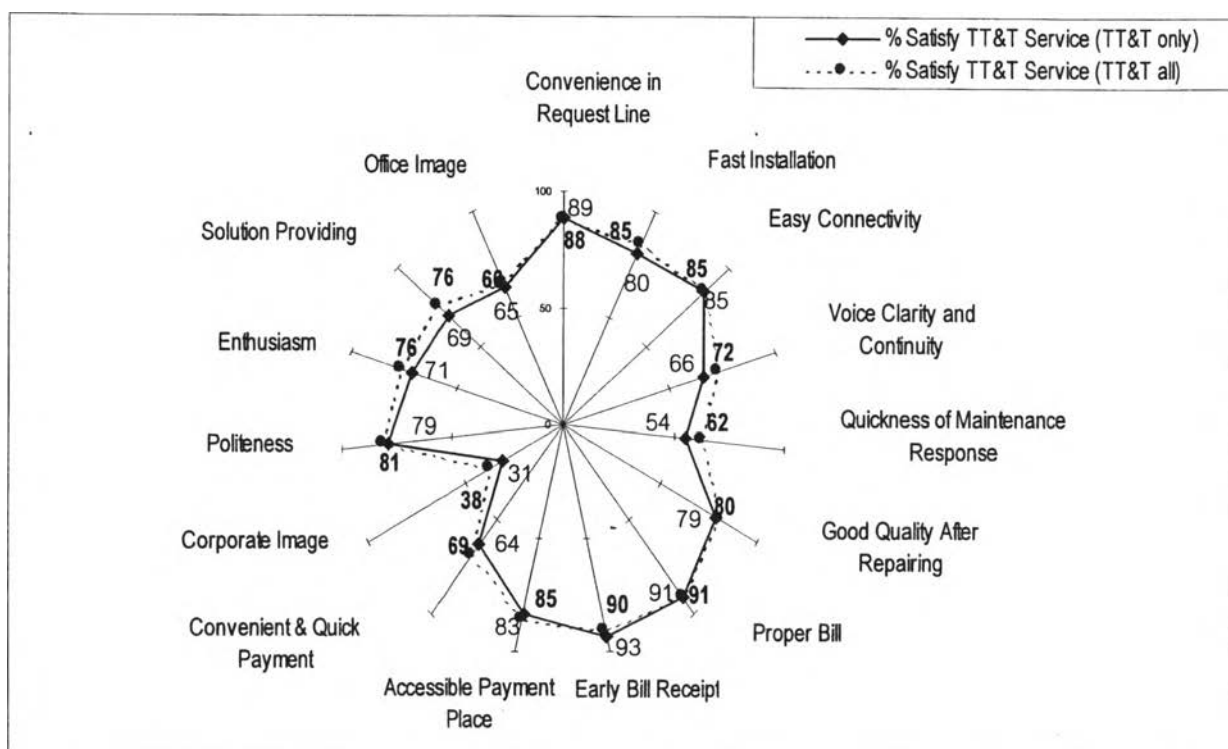 % Satisfy TT&T Service (TT&T only)
% Satisfy TT&T Service (TT&T all)
Convenience in
Request Line
Fast Installation
Easy Connectivity
Voice Clarity and
Continuity
Quickness of Maintenance
Response
Good Quality After
Repairing
Proper Bill
Early Bill Receipt
Accessible Payment
Place
Convenient & Quick
Payment
Corporate Image
Politeness
Enthusiasm
Solution Providing
Office Image
100
50
0
89
88
85
80
85
85
72
66
54
62
79
80
91
91
90
93
85
83
69
64
38
31
79
81
76
71
76
69
66
65